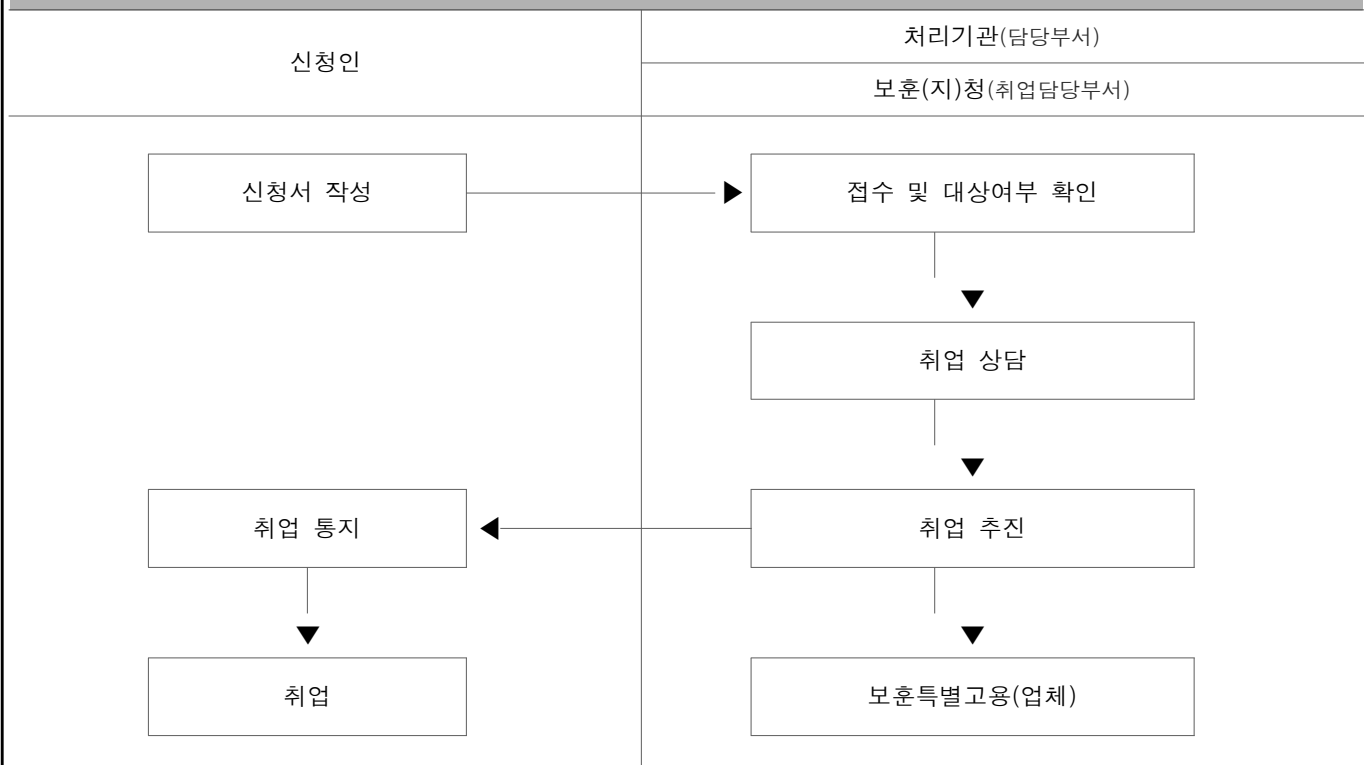 신청인
처리기관(담당부서)
보훈(지)청(취업담당부서)
신청서 작성
접수 및 대상여부 확인
취업 상담
취업 통지
취업 추진
취업
보훈특별고용(업체)